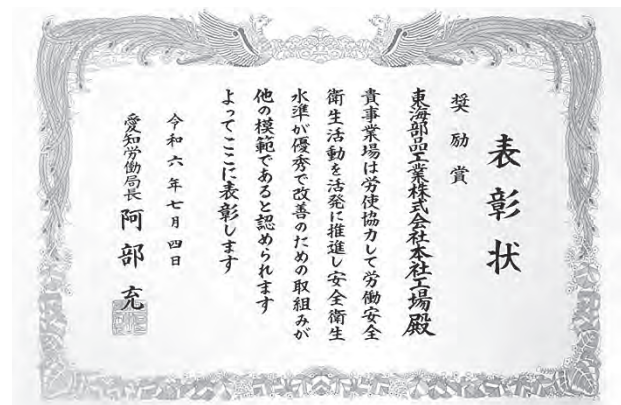 表彰状
奨励賞
東海部品工業株式会社本社工場殿
貴事業場は労使協力して労働安全
衛生活動を活発に推進し安全衛生
水準が優秀で改善のための取組みが
他の模範であると認められます
よってここに表彰します
令和六年七月四日
愛知労働局長 阿部充